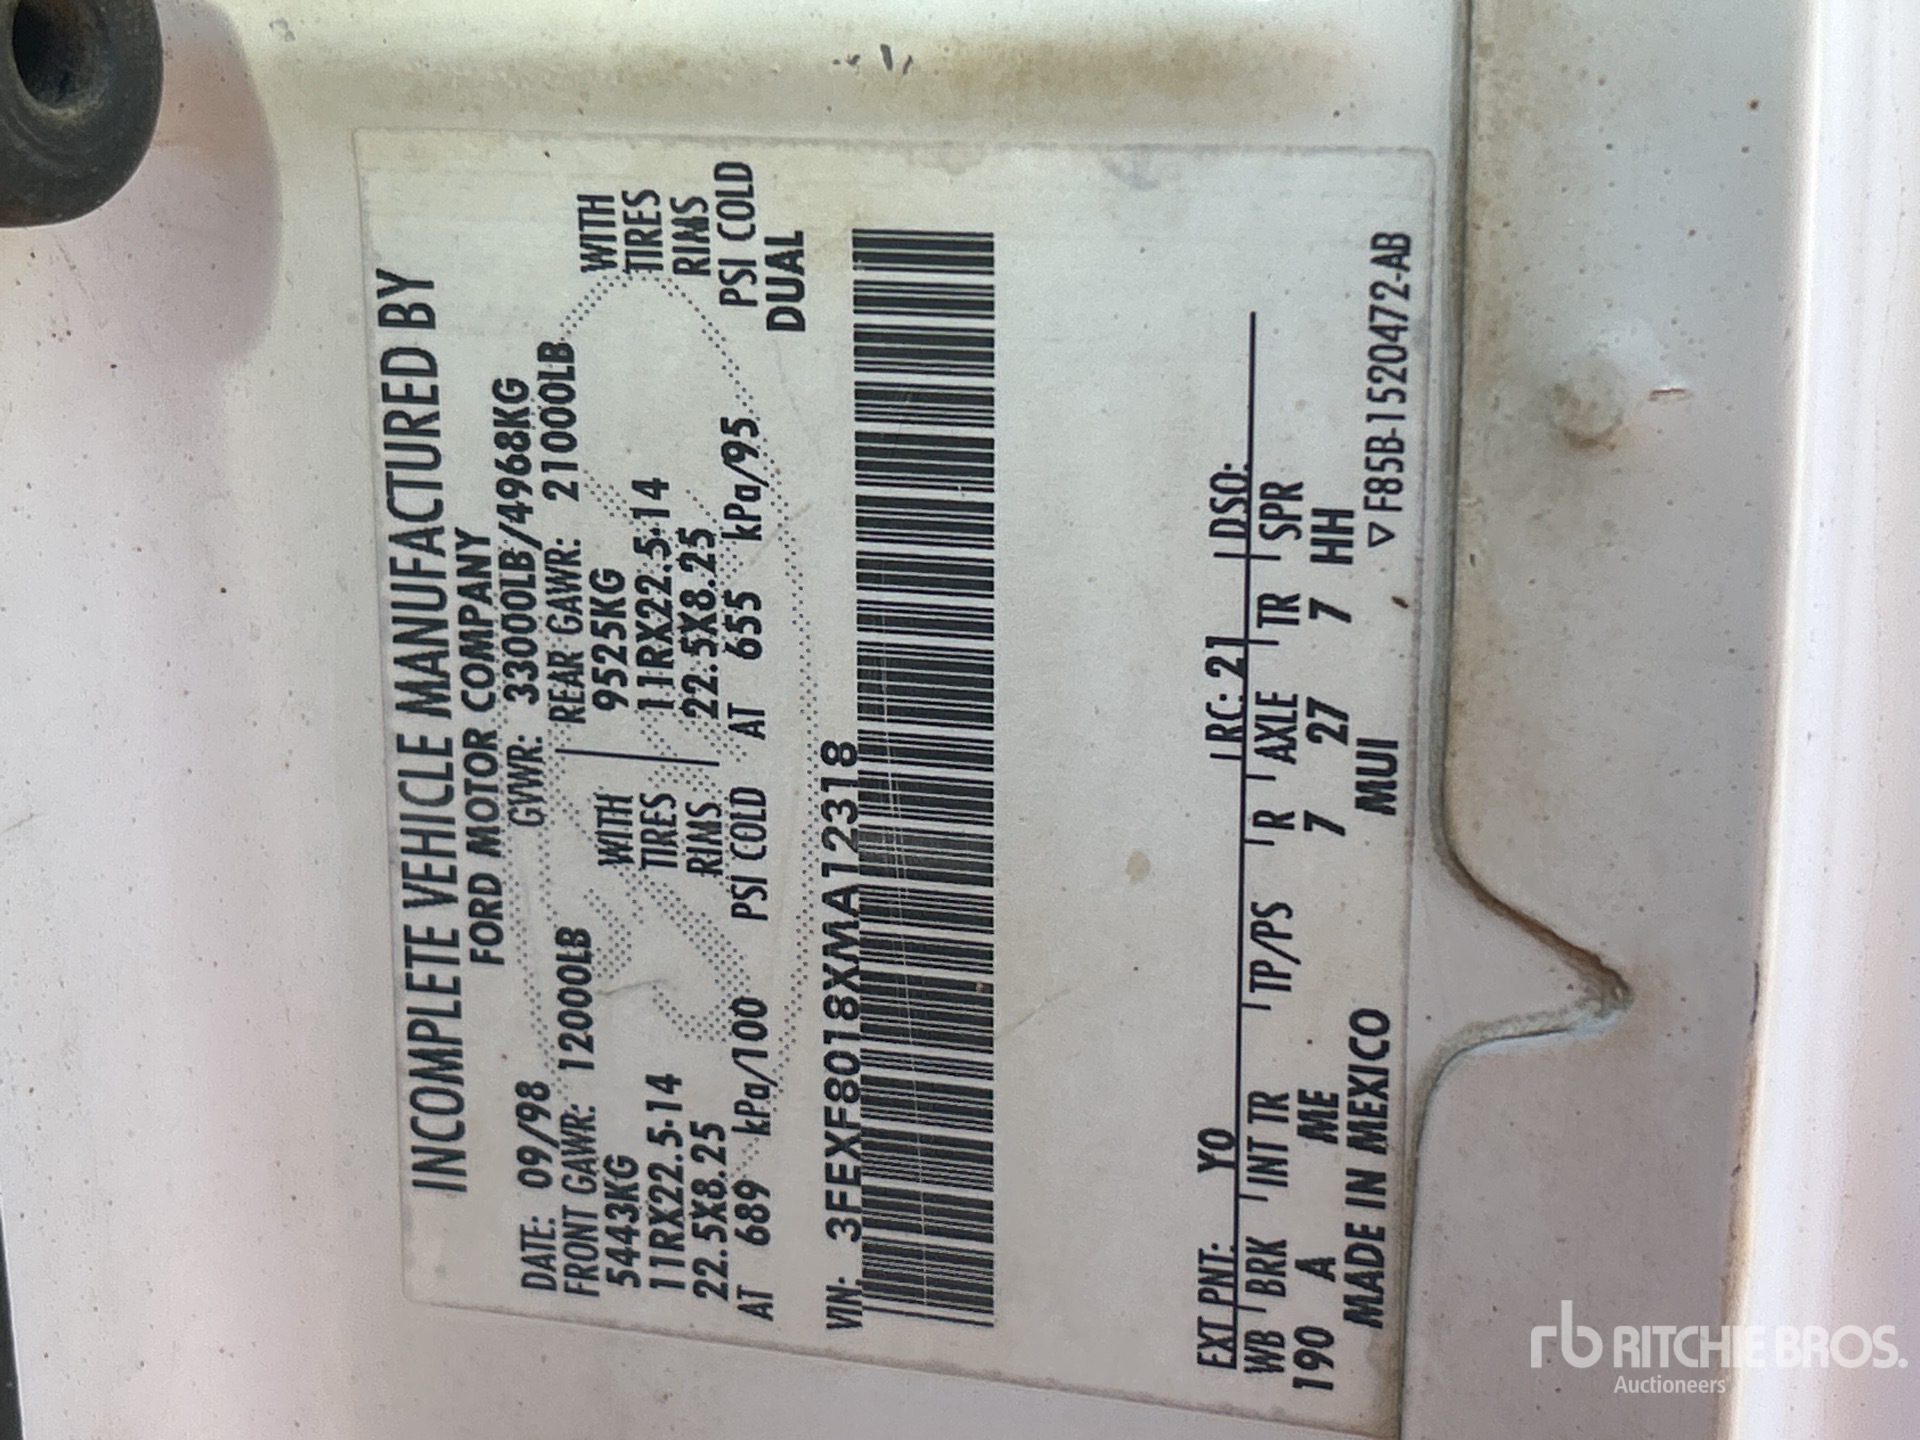 INCOMPLETE VEHICLE MANUFACTURED BY
FORD MOTOR COMPANY
DATE: 09/98 GVWR: 33000LB/4968KG
FRONT GAWR: 12000LB REAR GAWR: 21000LB
5443KG WITH 9525KG WITH
11RX22.5.14 TIRES 11RX22.5.14 TIRES
22.5X8.25 RIMS 22.5X8.25 RIMS
AT 689 kPa/100 PSI COLD AT 655 kPa/95 PSI COLD
DUAL
VIN: 3FEXF8018XMA12318
EXT PNT: YO RC: 21 DSO:
WB BRK INT TR TP/PS R AXLE TR SPR
190 A ME 7 27 7 HH
MADE IN MEXICO MUI
▽ F85B-1520472-AB
rb RITCHIE BROS.
Auctioneers